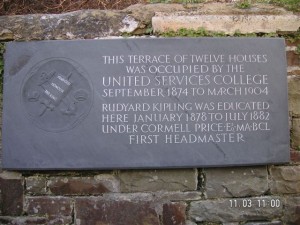 THIS TERRACE OF TWELVE HOUSES
WAS OCCUPIED BY THE
UNITED SERVICES COLLEGE
SEPTEMBER 1874 TO MARCH 1904
RUDYARD KIPLING WAS EDUCATED
HERE JANUARY 1878 TO JULY 1882
UNDER CORMELL PRICE
FIRST HEADMASTER
11.03 11:00